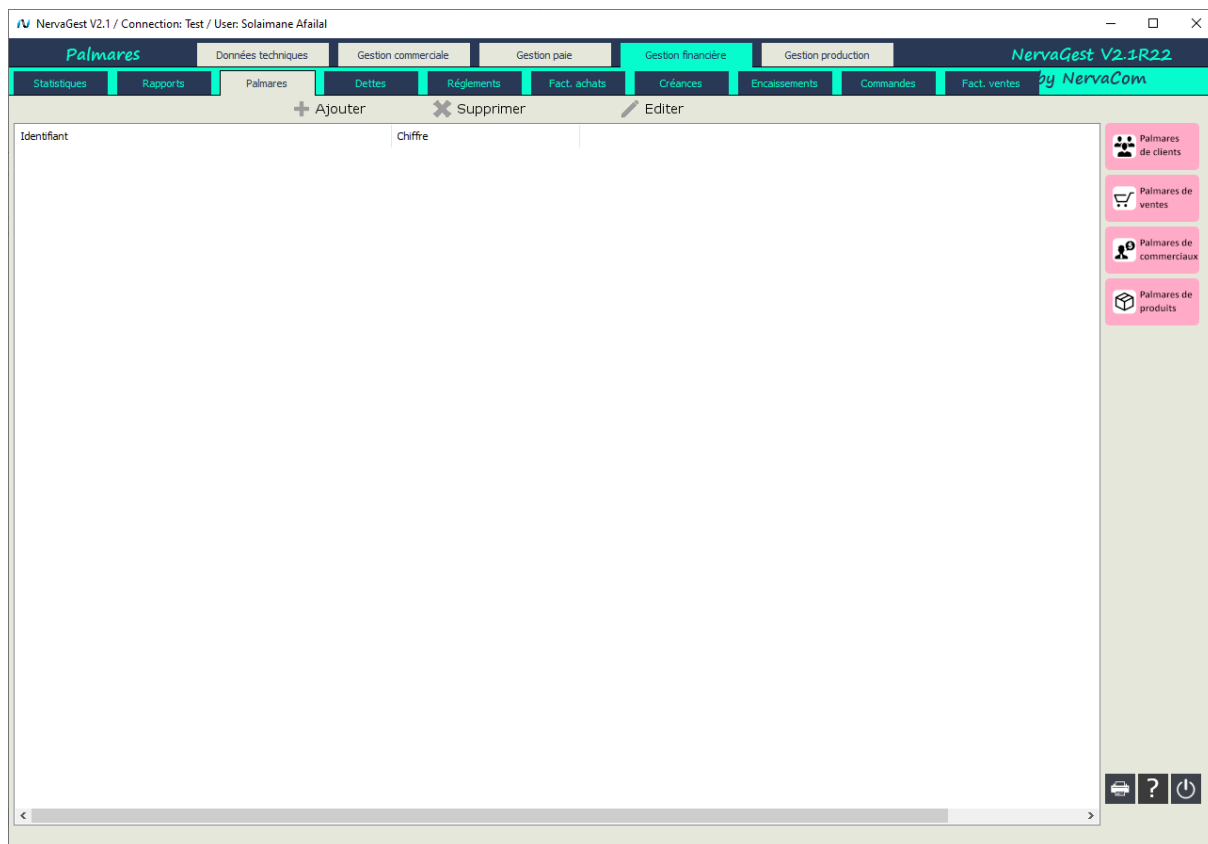 NervaGest V2.1 / Connection: Test / User: Solaimane Afailal
Palmares
Données techniques
Gestion commerciale
Gestion paie
Gestion financière
Gestion production
NervaGest V2.1R22
Statistiques
Rapports
Palmares
Dettes
Réglements
Fact. achats
Créances
Encaissements
Commandes
Fact. ventes
by NervaCom
Ajouter
Supprimer
Editer
Identifiant
Chiffre
Palmares
de clients
Palmares de
ventes
Palmares de
commerciaux
Palmares de
produits
?